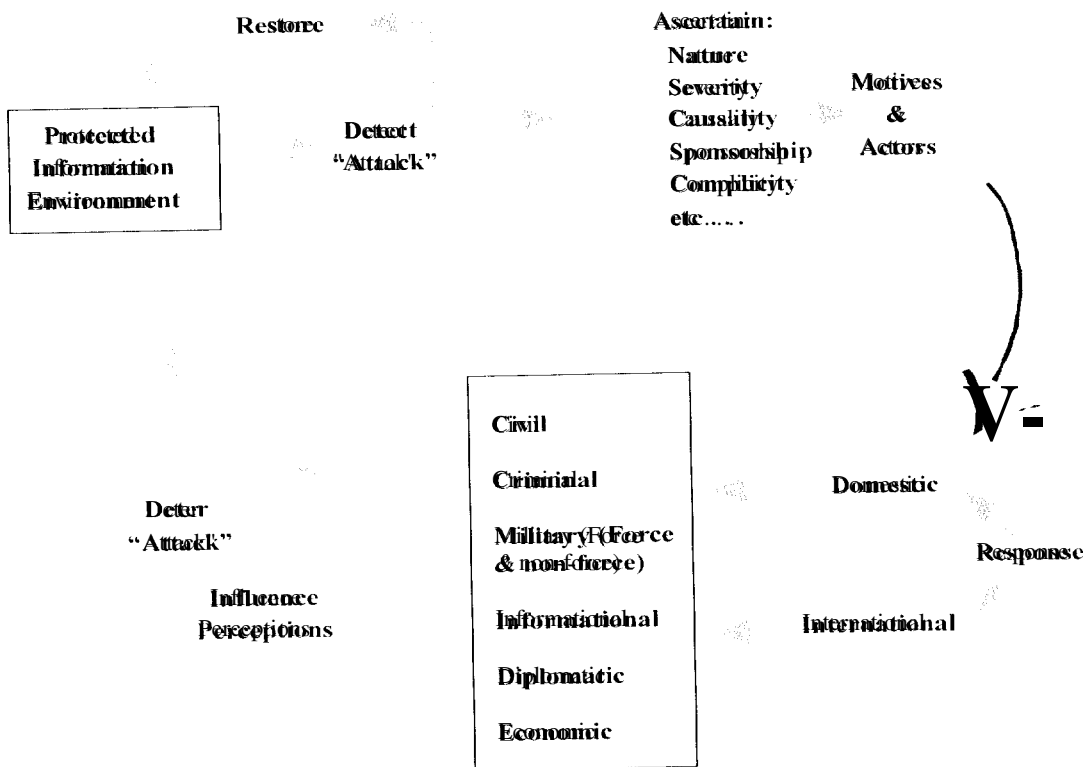 Restore
Ascertain:
Nature
Severity
Causality
Sponsorship
Complicity
etc.....
Motives
&
Actors
Protected
Information
Environment
Detect
“Attack”
Civil
Criminal
Military (Force
& non-force)
Informational
Diplomatic
Economic
Domestic
Response
International
Deter
“Attack”
Influence
Perceptions